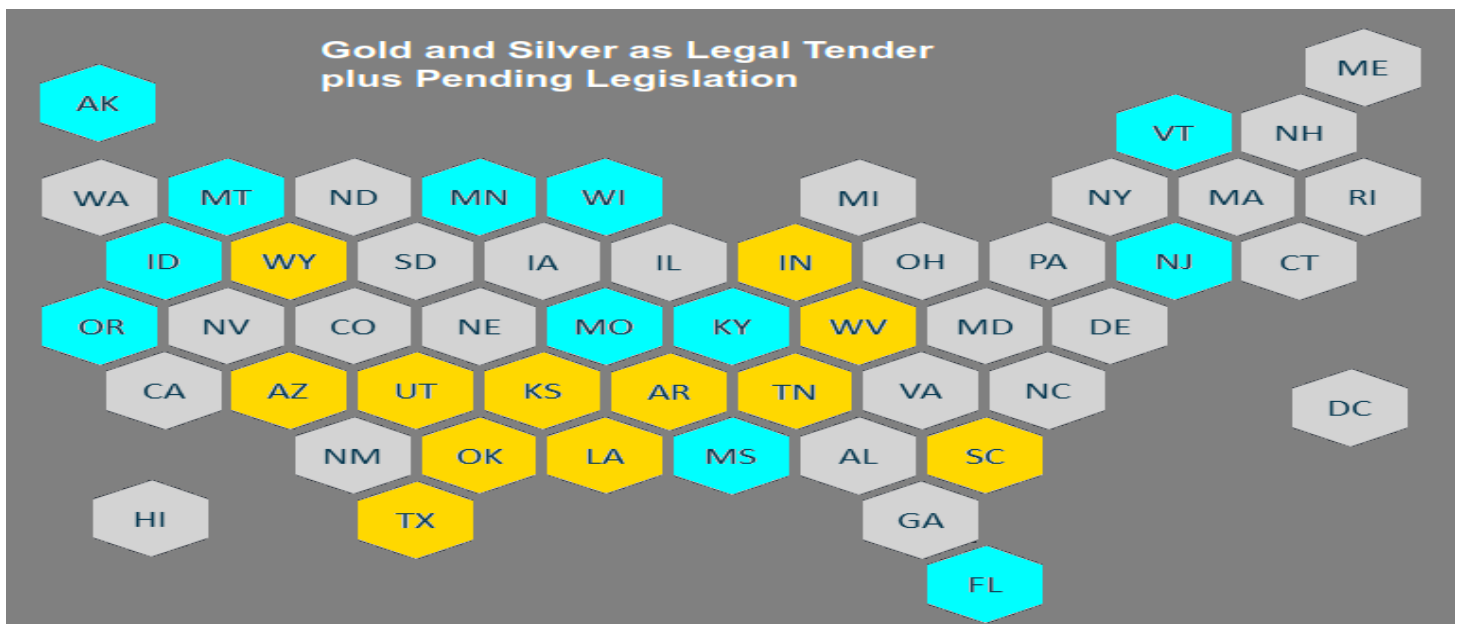 Gold and Silver as Legal Tender
plus Pending Legislation
ME
AK
VT NH
WA MT ND MN WI MI NY MA RI
ID WY SD IA IL IN OH PA NJ CT
OR NV CO NE MO KY WV MD DE
CA AZ UT KS AR TN VA NC
DC
NM OK LA MS AL SC
HI TX GA
FL